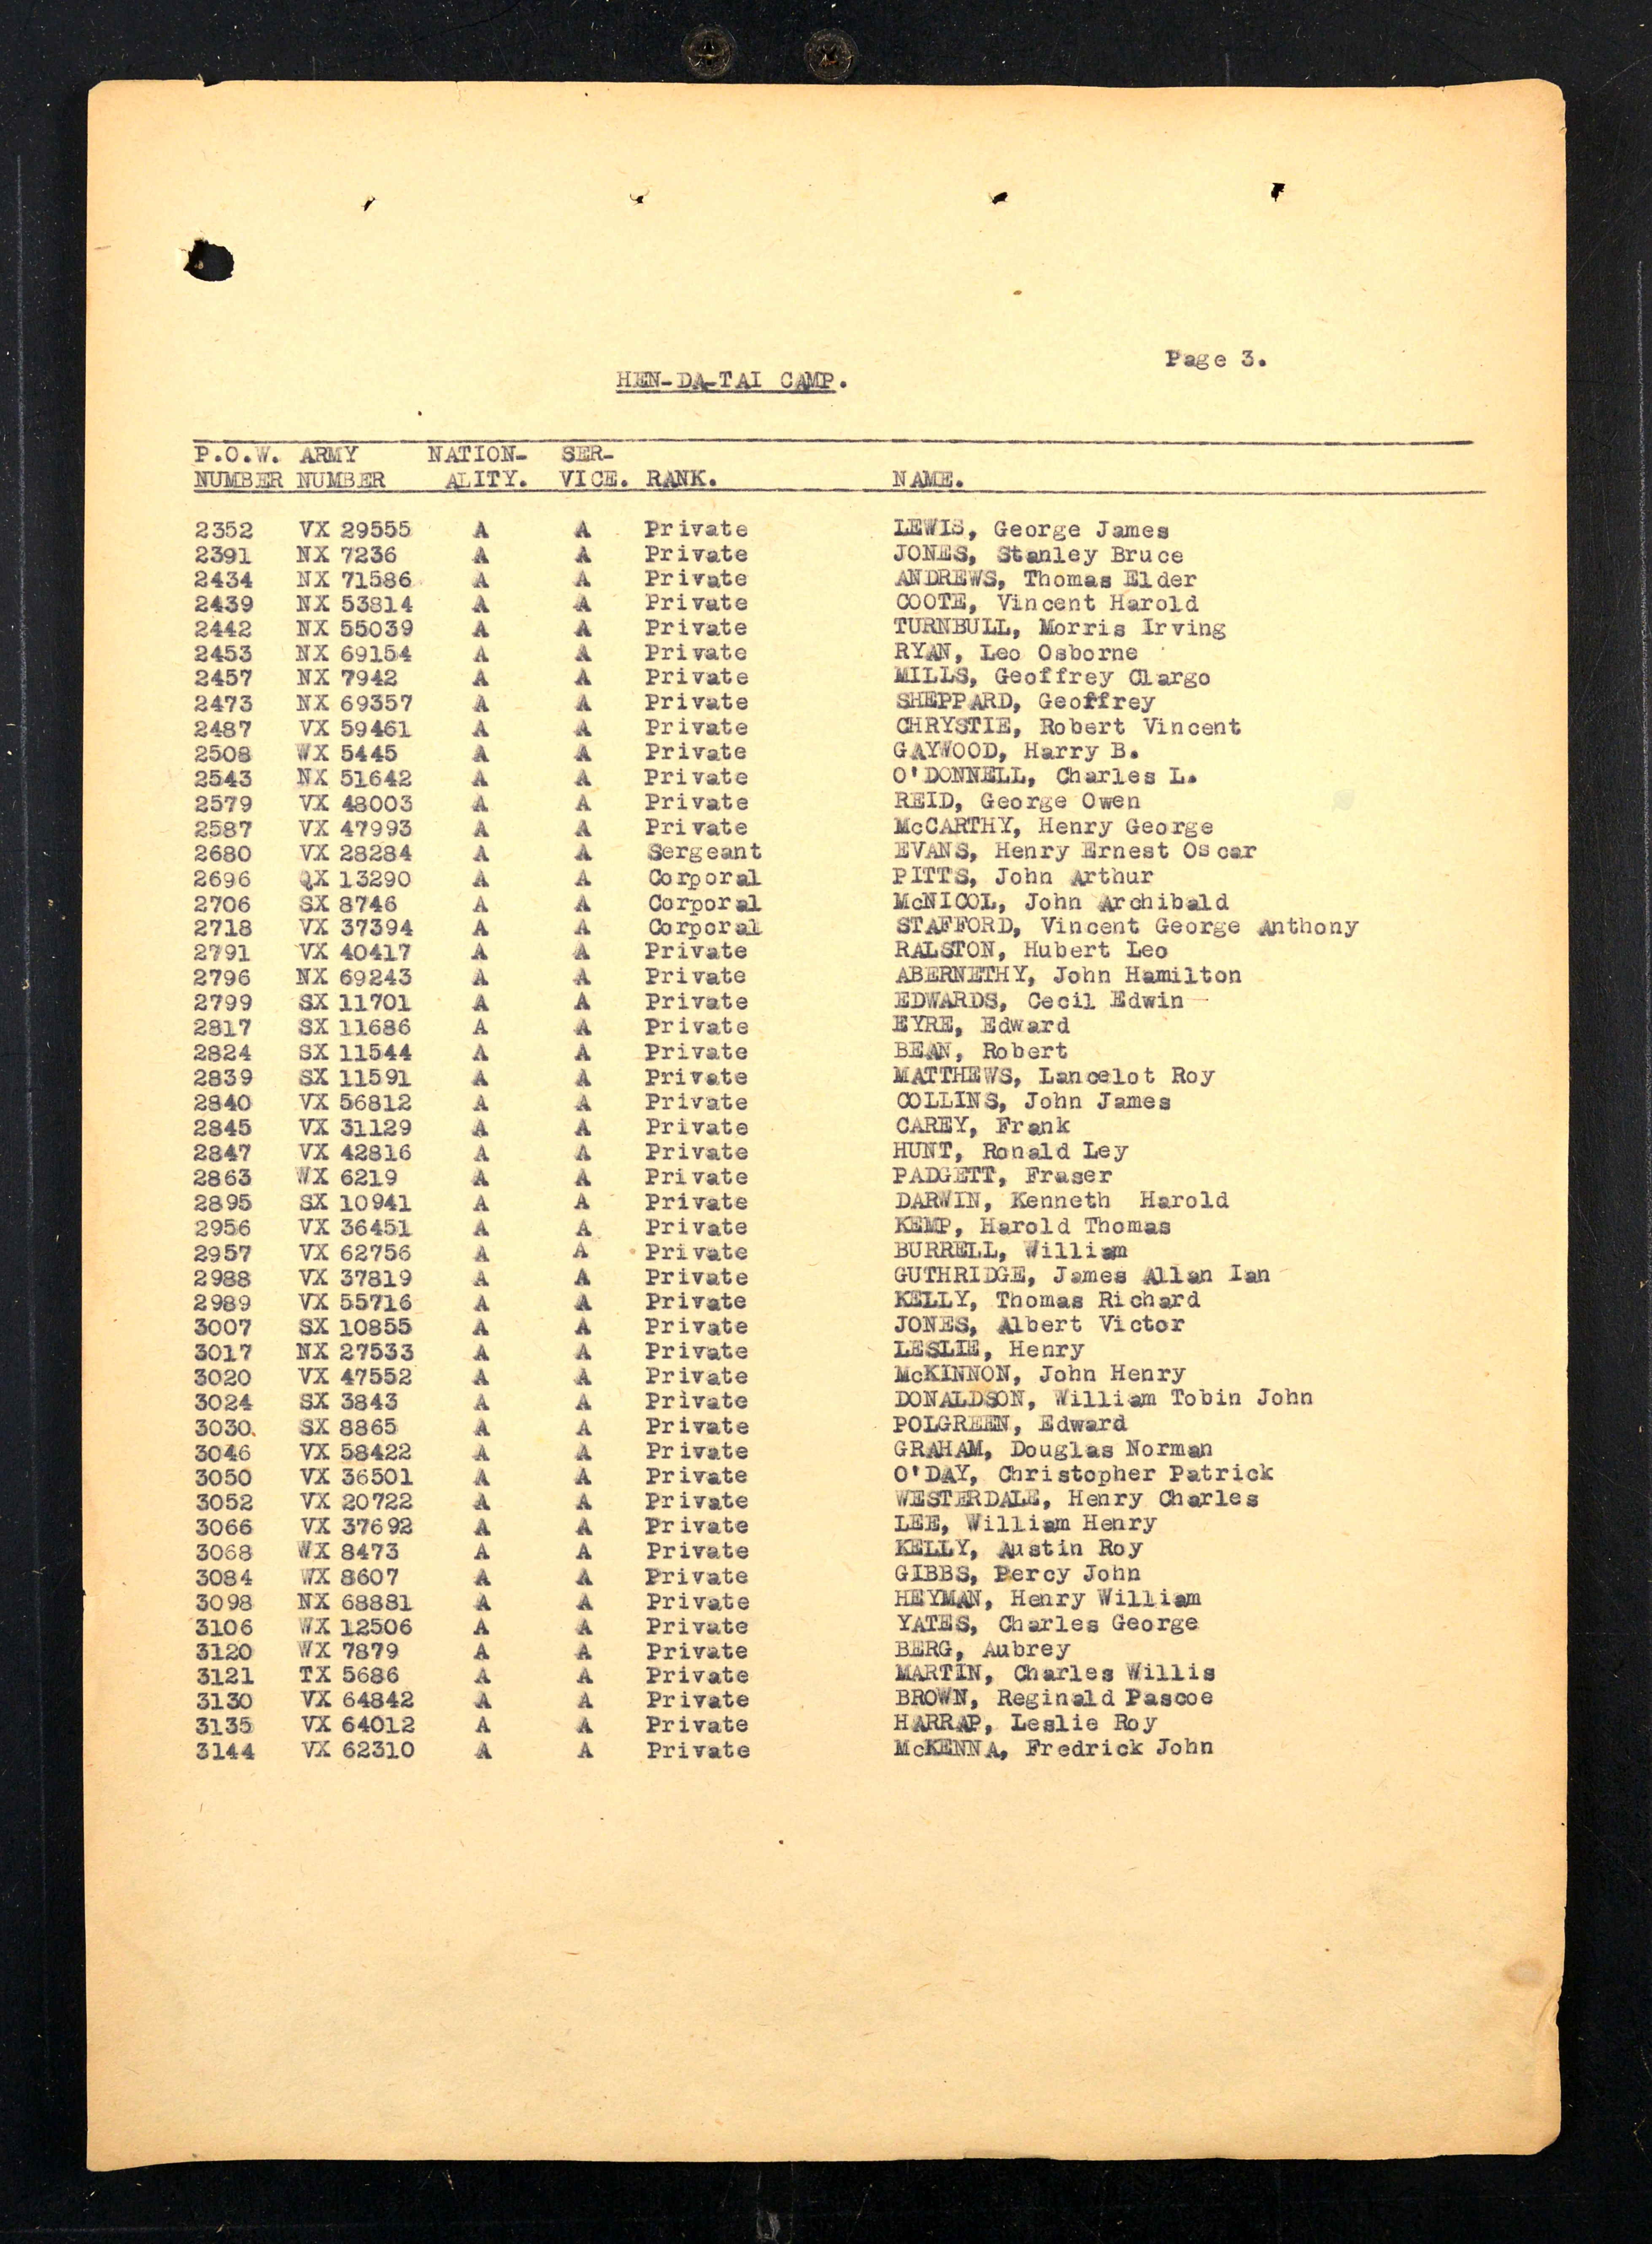 Page 3.
HEN-DA-TAI CAMP.
P.O.W. ARMY NATION- SER-
NUMBER NUMBER ALITY. VICE. RANK. NAME.
2352 VX 29555 A A Private LEWIS, George James
2391 NX 7236 A A Private JONES, Stanley Bruce
2434 NX 71586 A A Private ANDREWS, Thomas Elder
2439 NX 53814 A A Private COOTE, Vincent Harold
2442 NX 55039 A A Private TURNBULL, Morris Irving
2453 NX 69154 A A Private RYAN, Leo Osborne
2457 NX 7942 A A Private MILLS, Geoffrey Clargo
2473 NX 69357 A A Private SHEPPARD, Geoffrey
2487 VX 59461 A A Private CHRYSTIE, Robert Vincent
2508 WX 5445 A A Private GAYWOOD, Harry B.
2543 NX 51642 A A Private O'DONNELL, Charles L.
2579 VX 48003 A A Private REID, George Owen
2587 VX 47993 A A Private McCARTHY, Henry George
2680 VX 28284 A A Sergeant EVANS, Henry Ernest Oscar
2696 QX 13290 A A Corporal PITTS, John Arthur
2706 SX 8746 A A Corporal McNICOL, John Archibald
2718 VX 37394 A A Corporal STAFFORD, Vincent George Anthony
2791 VX 40417 A A Private RALSTON, Hubert Leo
2796 NX 69243 A A Private ABERNETHY, John Hamilton
2799 SX 11701 A A Private EDWARDS, Cecil Edwin
2817 SX 11686 A A Private EYRE, Edward
2824 SX 11544 A A Private BEAN, Robert
2839 SX 11591 A A Private MATTHEWS, Lancelot Roy
2840 VX 56812 A A Private COLLINS, John James
2845 VX 31129 A A Private CAREY, Frank
2847 VX 42816 A A Private HUNT, Ronald Ley
2863 WX 6219 A A Private PADGETT, Fraser
2895 SX 10941 A A Private DARWIN, Kenneth Harold
2956 VX 36451 A A Private KEMP, Harold Thomas
2957 VX 62756 A A Private BURRELL, William
2988 VX 37819 A A Private GUTHRIDGE, James Allan Ian
2989 VX 55716 A A Private KELLY, Thomas Richard
3007 SX 10855 A A Private JONES, Albert Victor
3017 NX 27533 A A Private LESLIE, Henry
3020 VX 47552 A A Private McKINNON, John Henry
3024 SX 3843 A A Private DONALDSON, William Tobin John
3030 SX 8865 A A Private POLGREEN, Edward
3046 VX 58422 A A Private GRAHAM, Douglas Norman
3050 VX 36501 A A Private O'DAY, Christopher Patrick
3052 VX 20722 A A Private WESTERDALE, Henry Charles
3066 VX 37692 A A Private LEE, William Henry
3068 WX 8473 A A Private KELLY, Austin Roy
3084 WX 8607 A A Private GIBBS, Percy John
3098 NX 68881 A A Private HEYMAN, Henry William
3106 WX 12506 A A Private YATES, Charles George
3120 WX 7879 A A Private BERG, Aubrey
3121 TX 5686 A A Private MARTIN, Charles Willis
3130 VX 64842 A A Private BROWN, Reginald Pascoe
3135 VX 64012 A A Private HARRAP, Leslie Roy
3144 VX 62310 A A Private McKENNA, Fredrick John